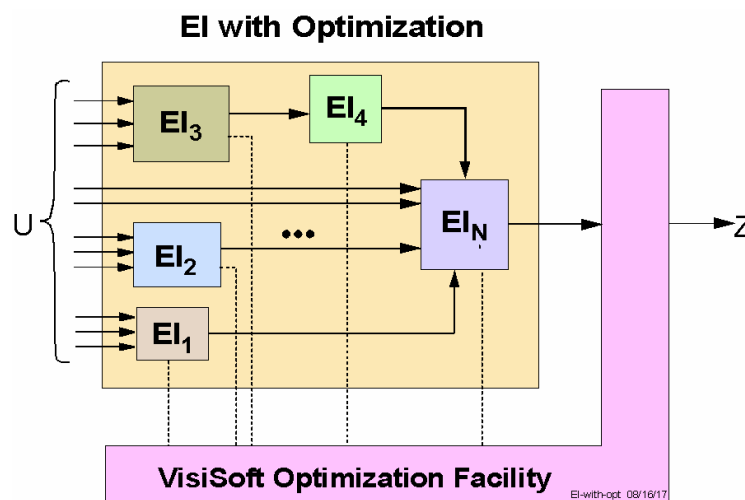 EI with Optimization
EI3
EI4
U
EIN
Z
EI2
EI1
VisiSoft Optimization Facility
EI-with-opt 08/16/17